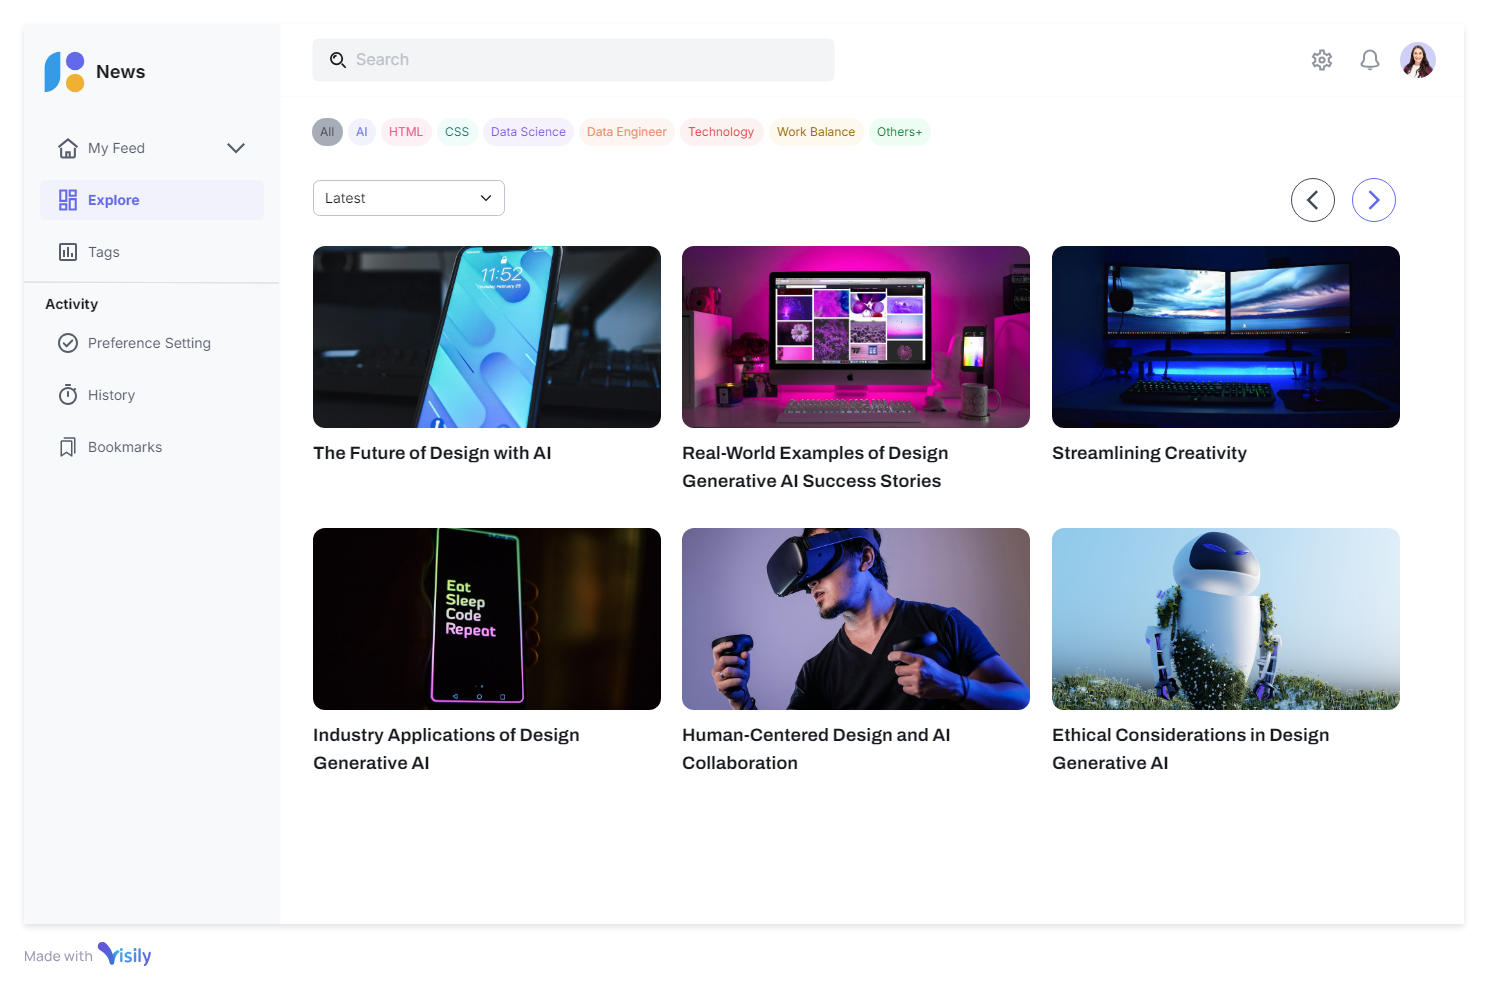 News
Search
My Feed
Explore
Tags
Activity
Preference Setting
History
Bookmarks
All AI HTML CSS Data Science Data Engineer Technology Work Balance Others+
Latest
11:52
The Future of Design with AI
Real-World Examples of Design
Generative AI Success Stories
Streamlining Creativity
Eat
Sleep
Code
Repeat
Industry Applications of Design
Generative AI
Human-Centered Design and AI
Collaboration
Ethical Considerations in Design
Generative AI
Made with Visily